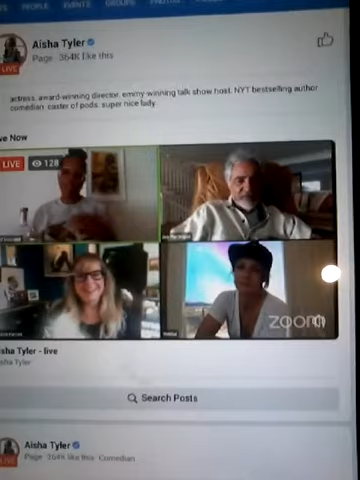 PEOPLE EVENTS GROUPS
Aisha Tyler
Page · 364K like this
LIVE
actress. award-winning director. emmy-winning talk show host. NYT bestselling author
comedian. caster of pods. super nice lady.
ve Now
LIVE 128
zoom
sha Tyler - live
sha Tyler
Search Posts
Aisha Tyler
Page · 364K like this · Comedian
LIVE